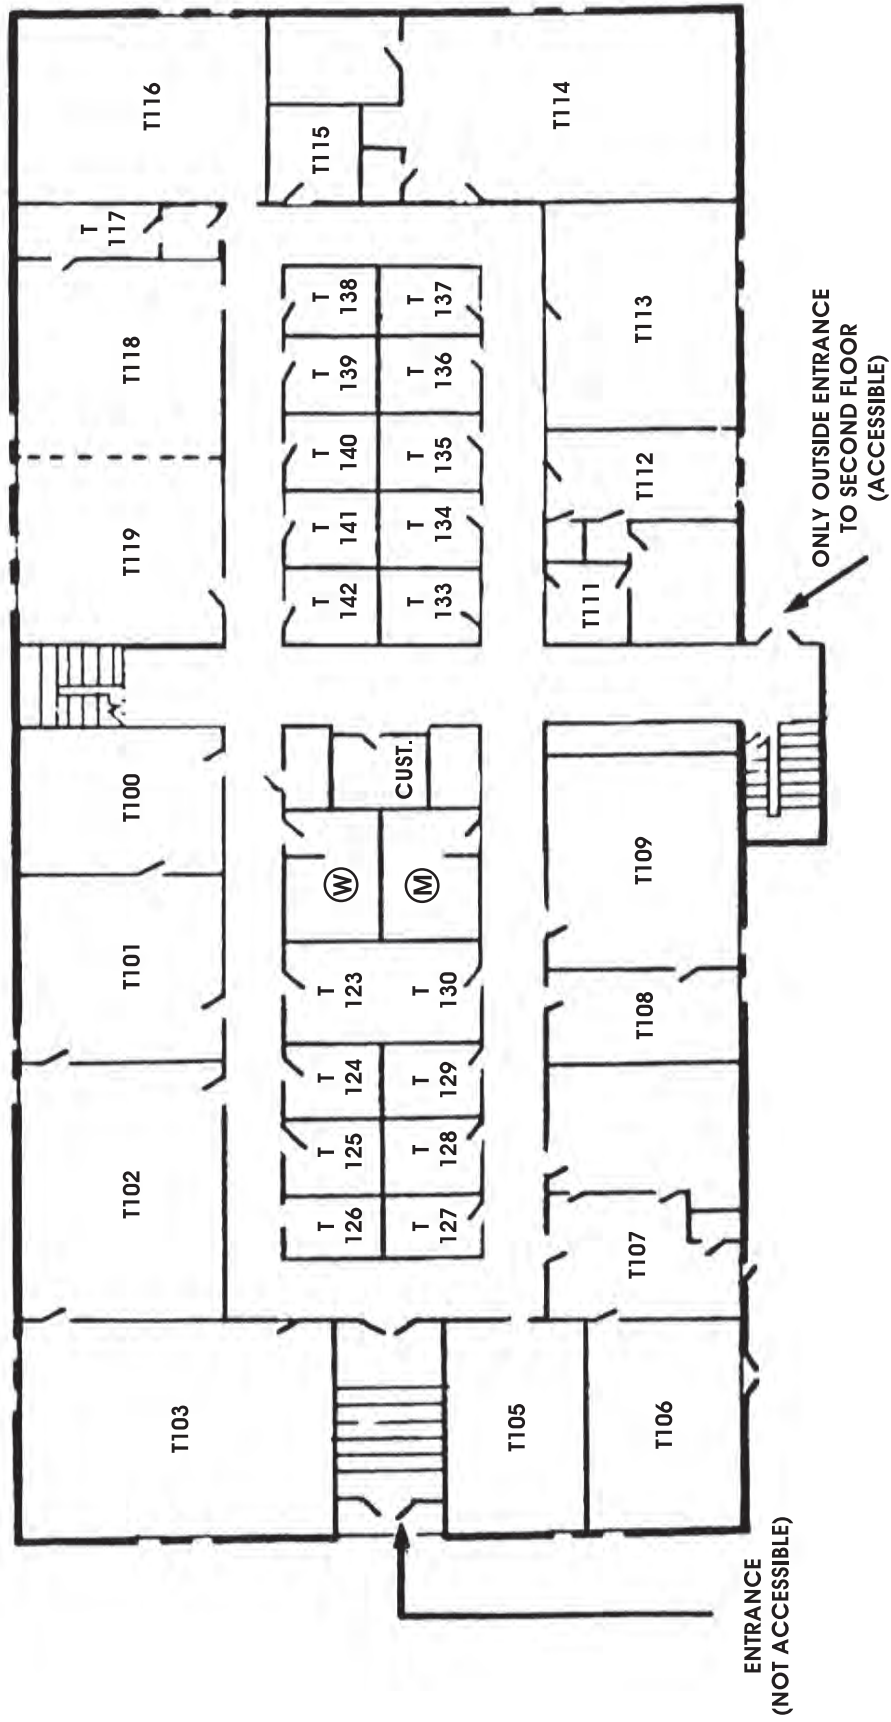 T116
T115
T114
T
117
T118
T119
T
138
T
137
T
139
T
136
T
140
T
135
T
141
T
134
T
142
T
133
T113
T112
T111
ONLY OUTSIDE ENTRANCE
TO SECOND FLOOR
(ACCESSIBLE)
T100
CUST.
W
M
T109
T101
T
123
T
130
T108
T
124
T
129
T
125
T
128
T102
T
126
T
127
T107
T103
T105
T106
ENTRANCE
(NOT ACCESSIBLE)